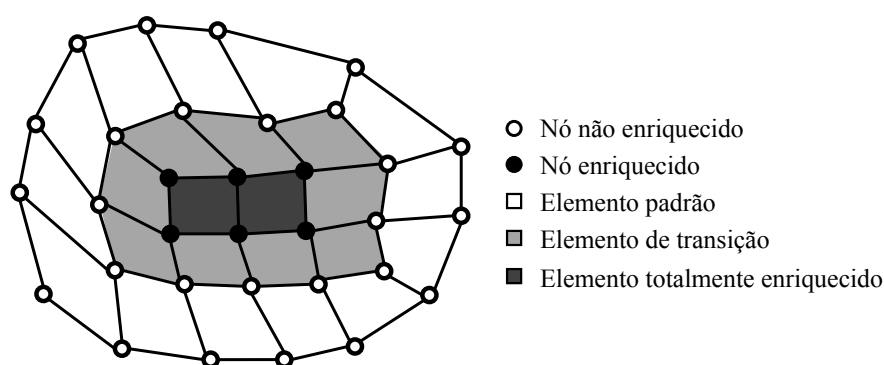 Nó não enriquecido
Nó enriquecido
Elemento padrão
Elemento de transição
Elemento totalmente enriquecido